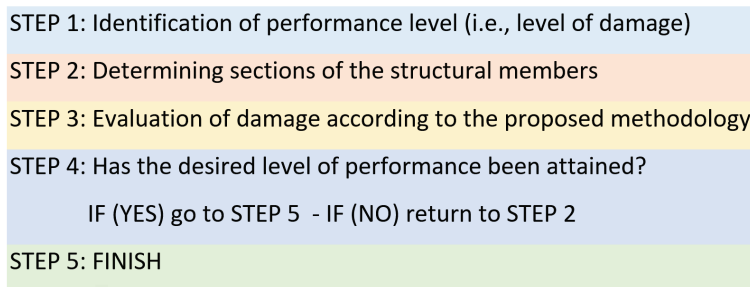 STEP 1: Identification of performance level (i.e., level of damage)
STEP 2: Determining sections of the structural members
STEP 3: Evaluation of damage according to the proposed methodology
STEP 4: Has the desired level of performance been attained?
IF (YES) go to STEP 5 - IF (NO) return to STEP 2
STEP 5: FINISH